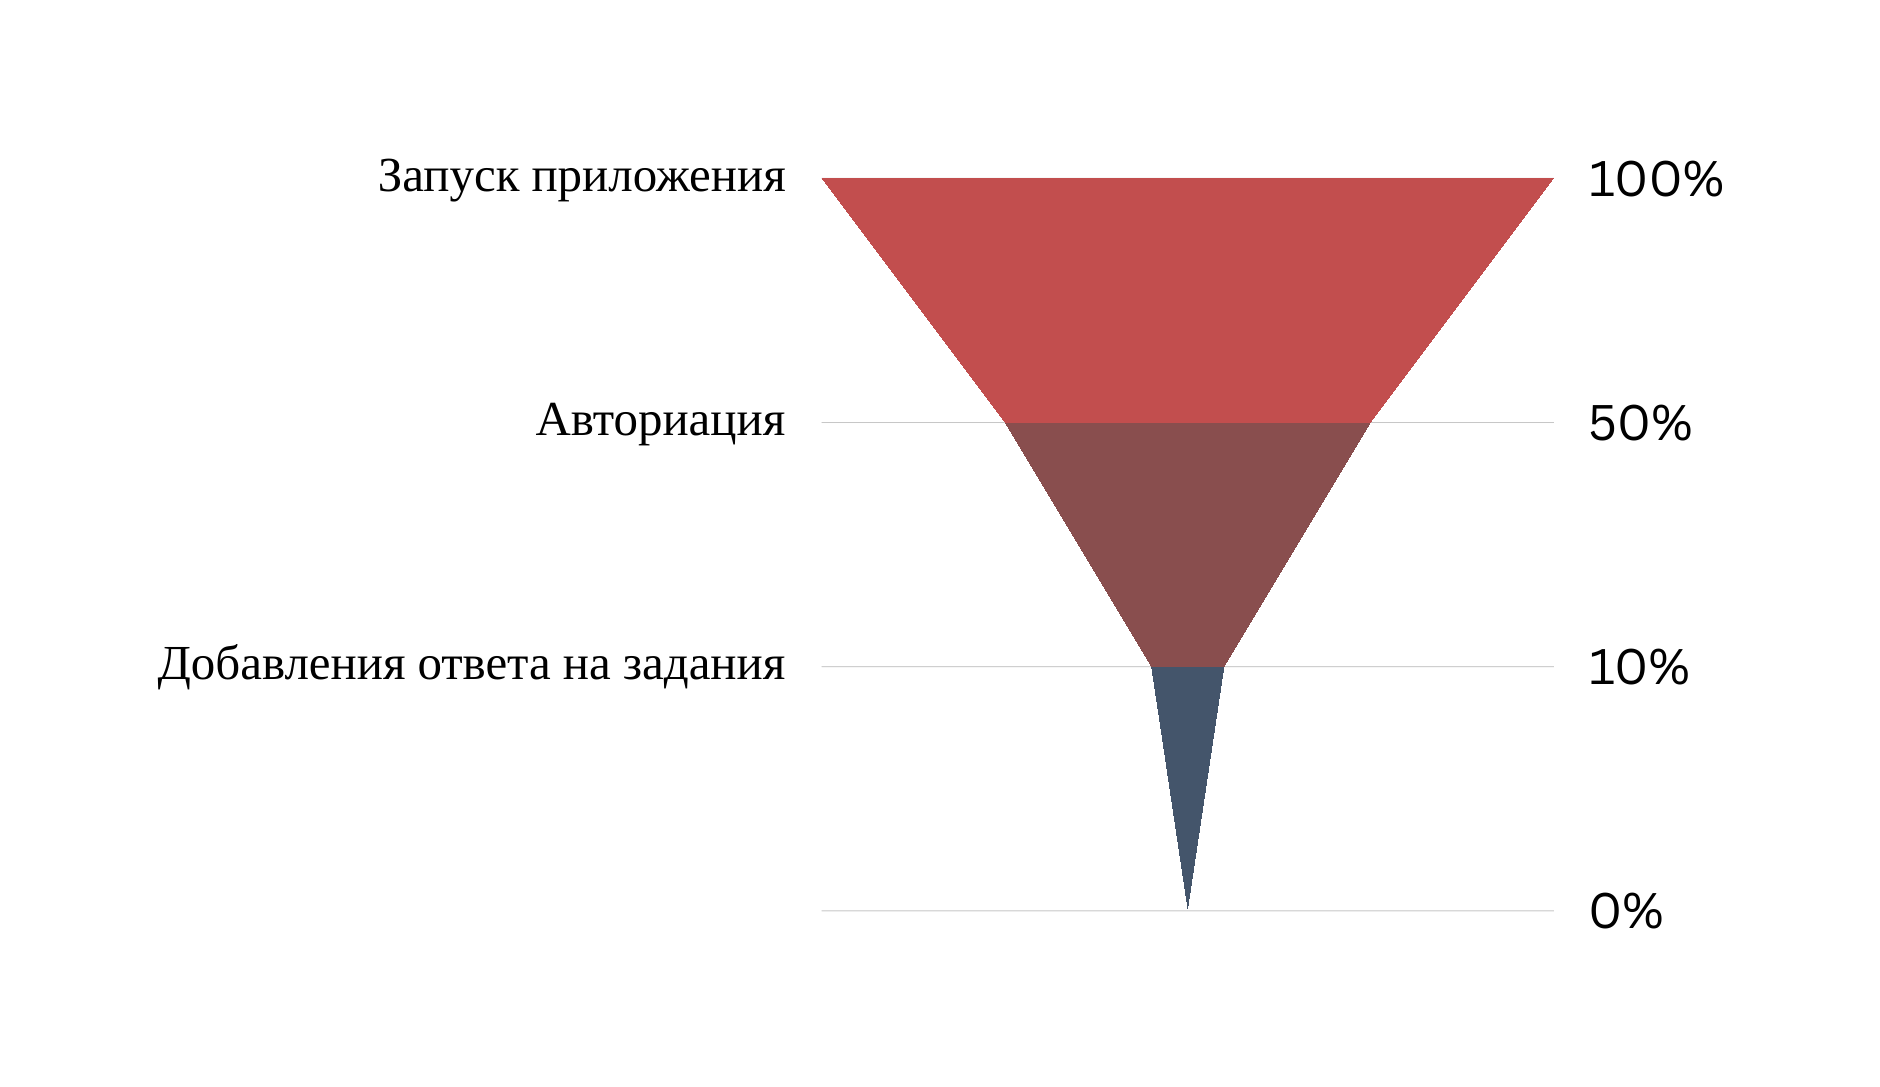 Запуск приложения 100%
Авториация 50%
Добавления ответа на задания 10%
0%